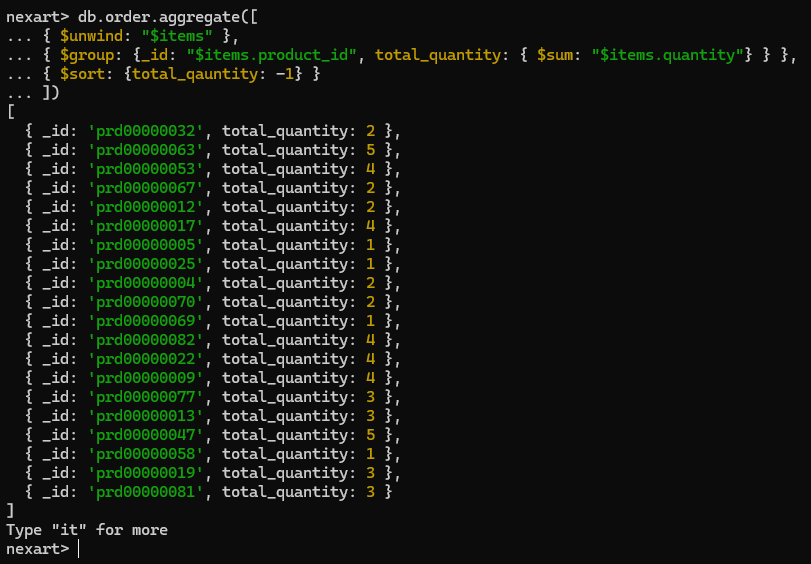 nexart> db.order.aggregate([
... { $unwind: "$items" },
... { $group: {_id: "$items.product_id", total_quantity: { $sum: "$items.quantity"} } },
... { $sort: {total_qauntity: -1} }
... ])
[
  { _id: 'prd00000032', total_quantity: 2 },
  { _id: 'prd00000063', total_quantity: 5 },
  { _id: 'prd00000053', total_quantity: 4 },
  { _id: 'prd00000067', total_quantity: 2 },
  { _id: 'prd00000012', total_quantity: 2 },
  { _id: 'prd00000017', total_quantity: 4 },
  { _id: 'prd00000005', total_quantity: 1 },
  { _id: 'prd00000025', total_quantity: 1 },
  { _id: 'prd00000004', total_quantity: 2 },
  { _id: 'prd00000070', total_quantity: 2 },
  { _id: 'prd00000069', total_quantity: 1 },
  { _id: 'prd00000082', total_quantity: 4 },
  { _id: 'prd00000022', total_quantity: 4 },
  { _id: 'prd00000009', total_quantity: 4 },
  { _id: 'prd00000077', total_quantity: 3 },
  { _id: 'prd00000013', total_quantity: 3 },
  { _id: 'prd00000047', total_quantity: 5 },
  { _id: 'prd00000058', total_quantity: 1 },
  { _id: 'prd00000019', total_quantity: 3 },
  { _id: 'prd00000081', total_quantity: 3 }
]
Type "it" for more
nexart>